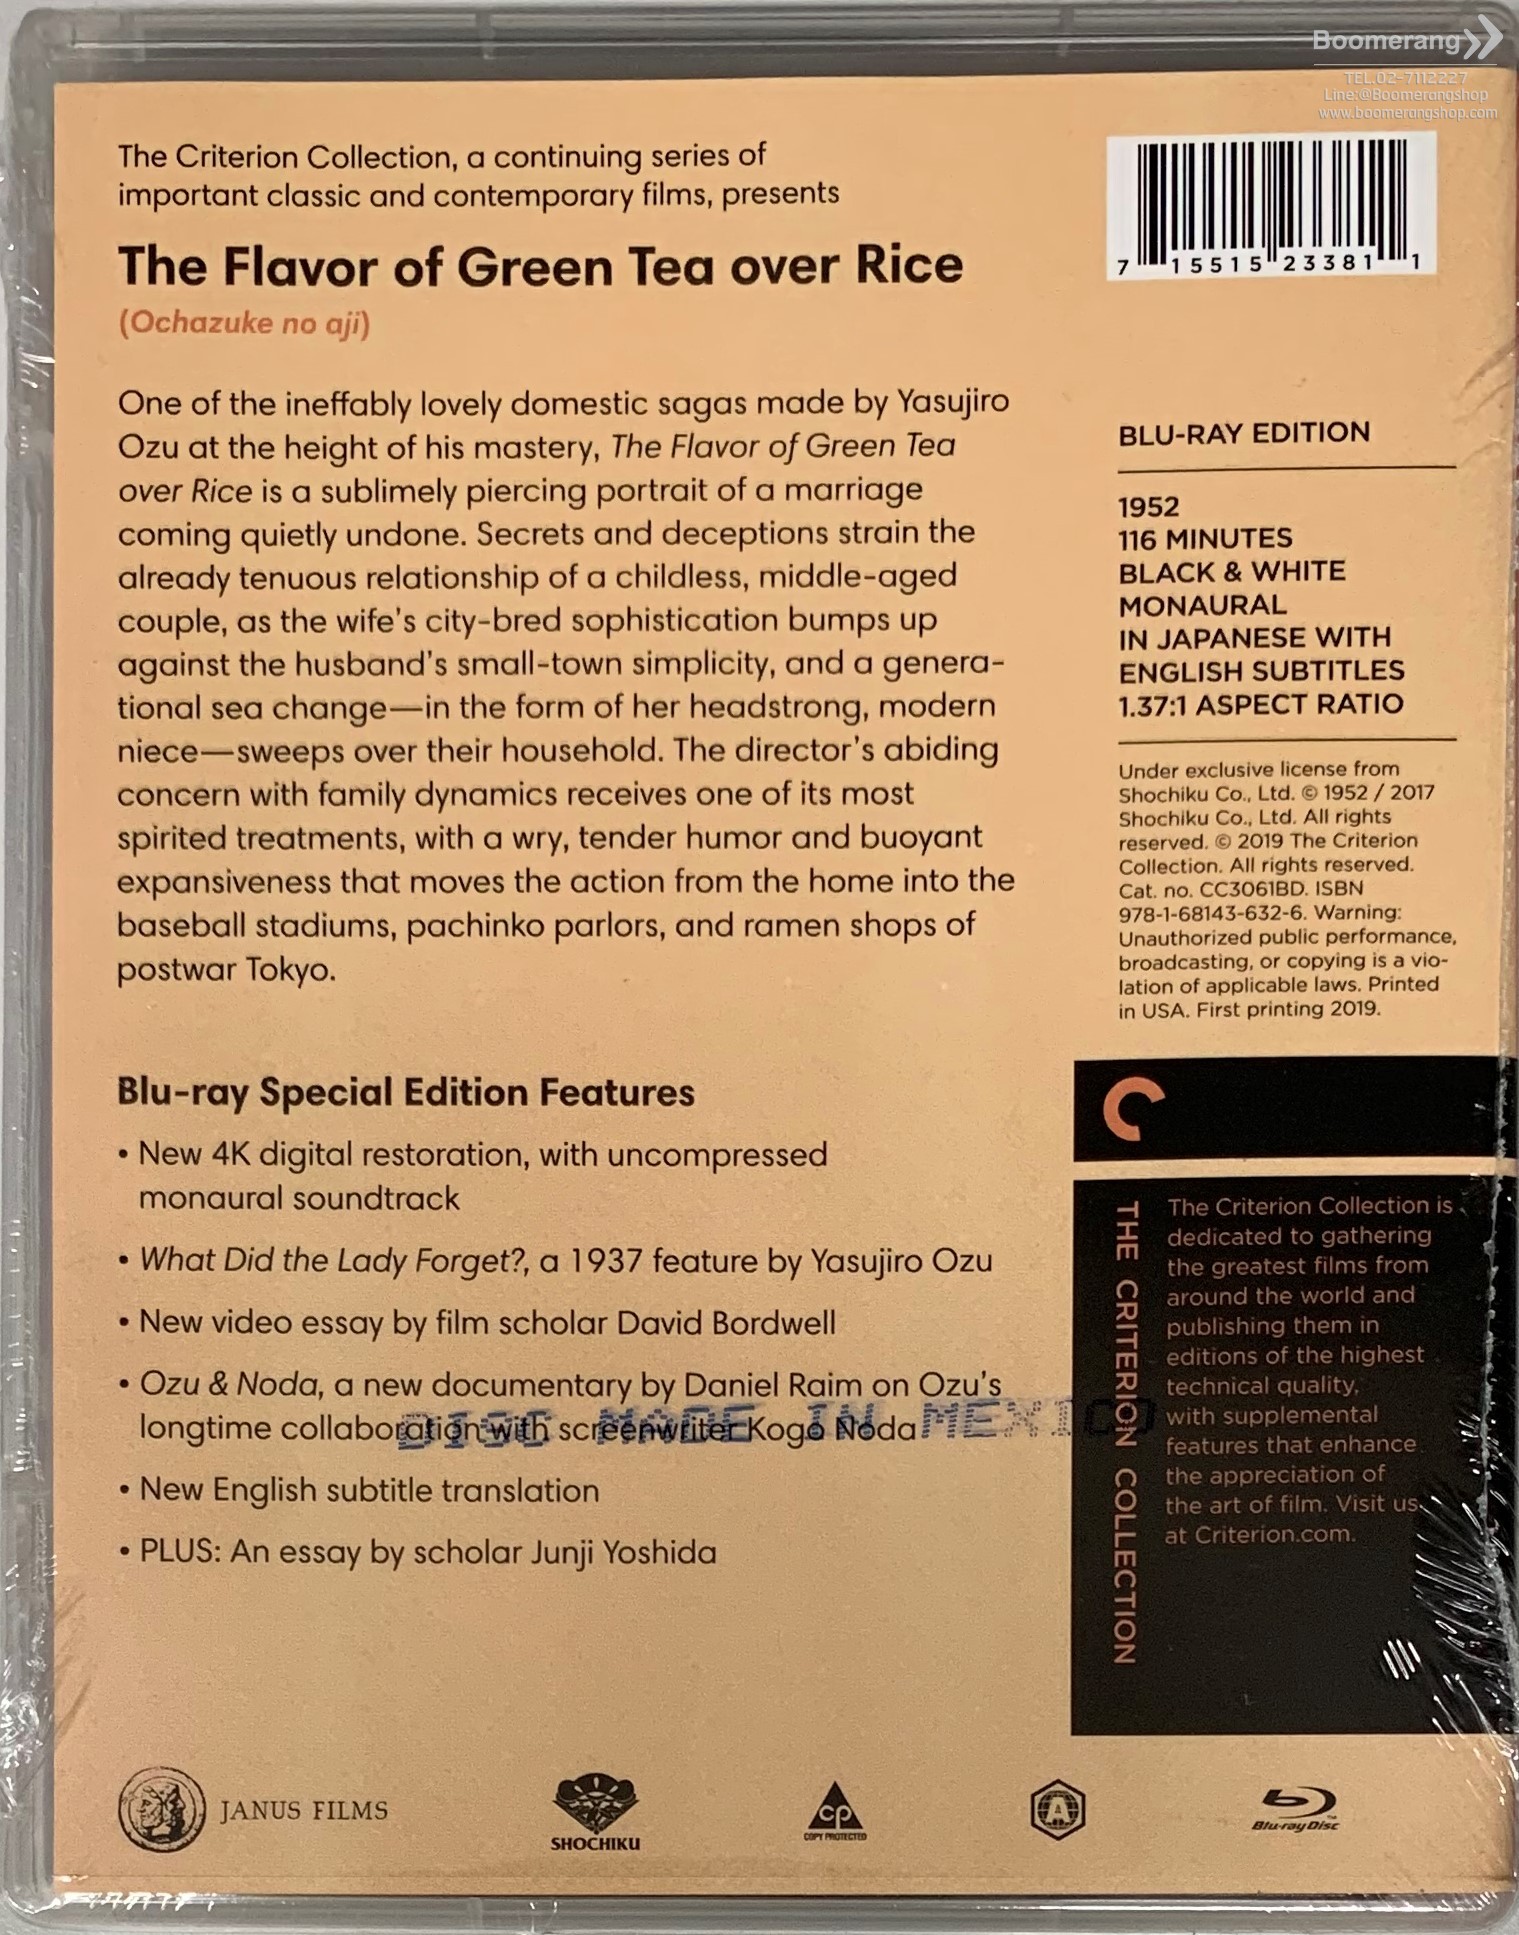 Boomerang
TEL.02-7112227
Line:@Boomerangshop
www.boomerangshop.com
The Criterion Collection, a continuing series of
important classic and contemporary films, presents
The Flavor of Green Tea over Rice
(Ochazuke no aji)
One of the ineffably lovely domestic sagas made by Yasujiro
Ozu at the height of his mastery, The Flavor of Green Tea
over Rice is a sublimely piercing portrait of a marriage
coming quietly undone. Secrets and deceptions strain the
already tenuous relationship of a childless, middle-aged
couple, as the wife's city-bred sophistication bumps up
against the husband's small-town simplicity, and a genera-
tional sea change—in the form of her headstrong, modern
niece—sweeps over their household. The director's abiding
concern with family dynamics receives one of its most
spirited treatments, with a wry, tender humor and buoyant
expansiveness that moves the action from the home into the
baseball stadiums, pachinko parlors, and ramen shops of
postwar Tokyo.
Blu-ray Special Edition Features
• New 4K digital restoration, with uncompressed
monaural soundtrack
• What Did the Lady Forget?, a 1937 feature by Yasujiro Ozu
• New video essay by film scholar David Bordwell
• Ozu & Noda, a new documentary by Daniel Raim on Ozu's
longtime collaboration with screenwriter Kogo Noda
DISC MADE IN MEXICO
• New English subtitle translation
• PLUS: An essay by scholar Junji Yoshida
7 15515 23381 1
BLU-RAY EDITION
1952
116 MINUTES
BLACK & WHITE
MONAURAL
IN JAPANESE WITH
ENGLISH SUBTITLES
1.37:1 ASPECT RATIO
Under exclusive license from
Shochiku Co., Ltd. © 1952 / 2017
Shochiku Co., Ltd. All rights
reserved. © 2019 The Criterion
Collection. All rights reserved.
Cat. no. CC3061BD. ISBN
978-1-68143-632-6. Warning:
Unauthorized public performance,
broadcasting, or copying is a vio-
lation of applicable laws. Printed
in USA. First printing 2019.
THE CRITERION COLLECTION
The Criterion Collection is
dedicated to gathering
the greatest films from
around the world and
publishing them in
editions of the highest
technical quality,
with supplemental
features that enhance
the appreciation of
the art of film. Visit us
at Criterion.com.
JANUS FILMS
SHOCHIKU
CP
COPY PROTECTED
A
Blu-ray Disc